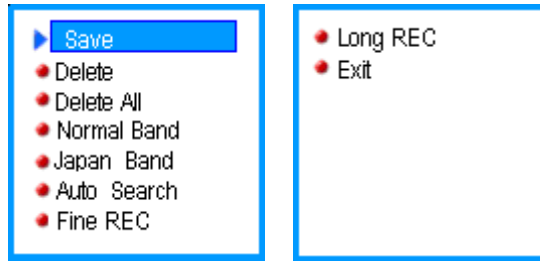 Save
Delete
Delete All
Normal Band
Japan Band
Auto Search
Fine REC
Long REC
Exit